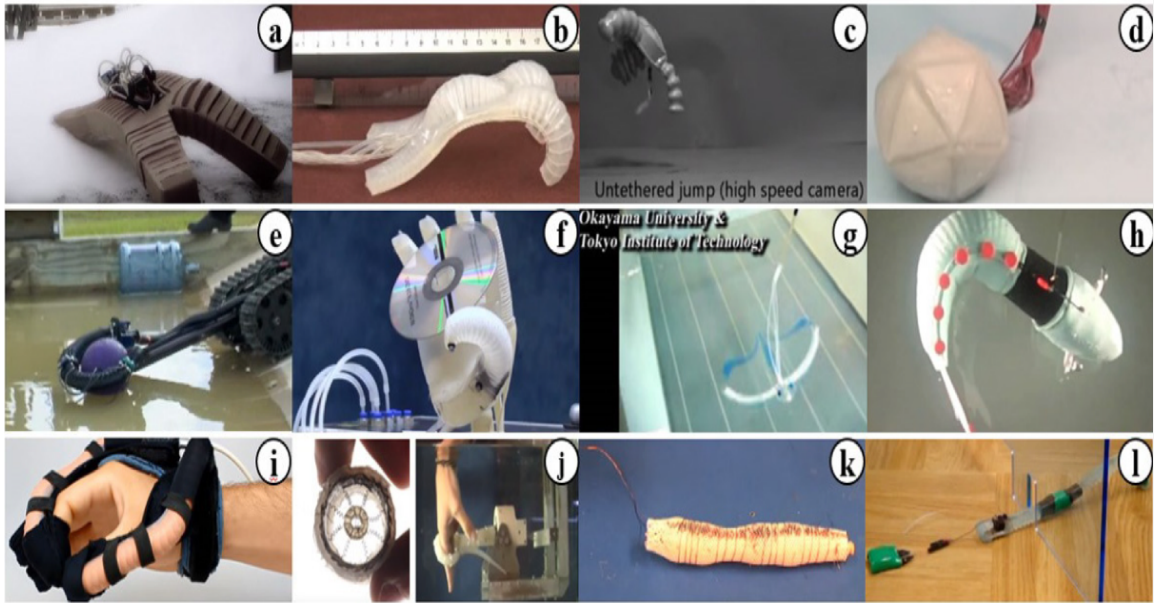 a
b
c
d
Untethered jump (high speed camera)
e
f
Okayama University &
Tokyo Institute of Technology
g
h
i
j
k
l